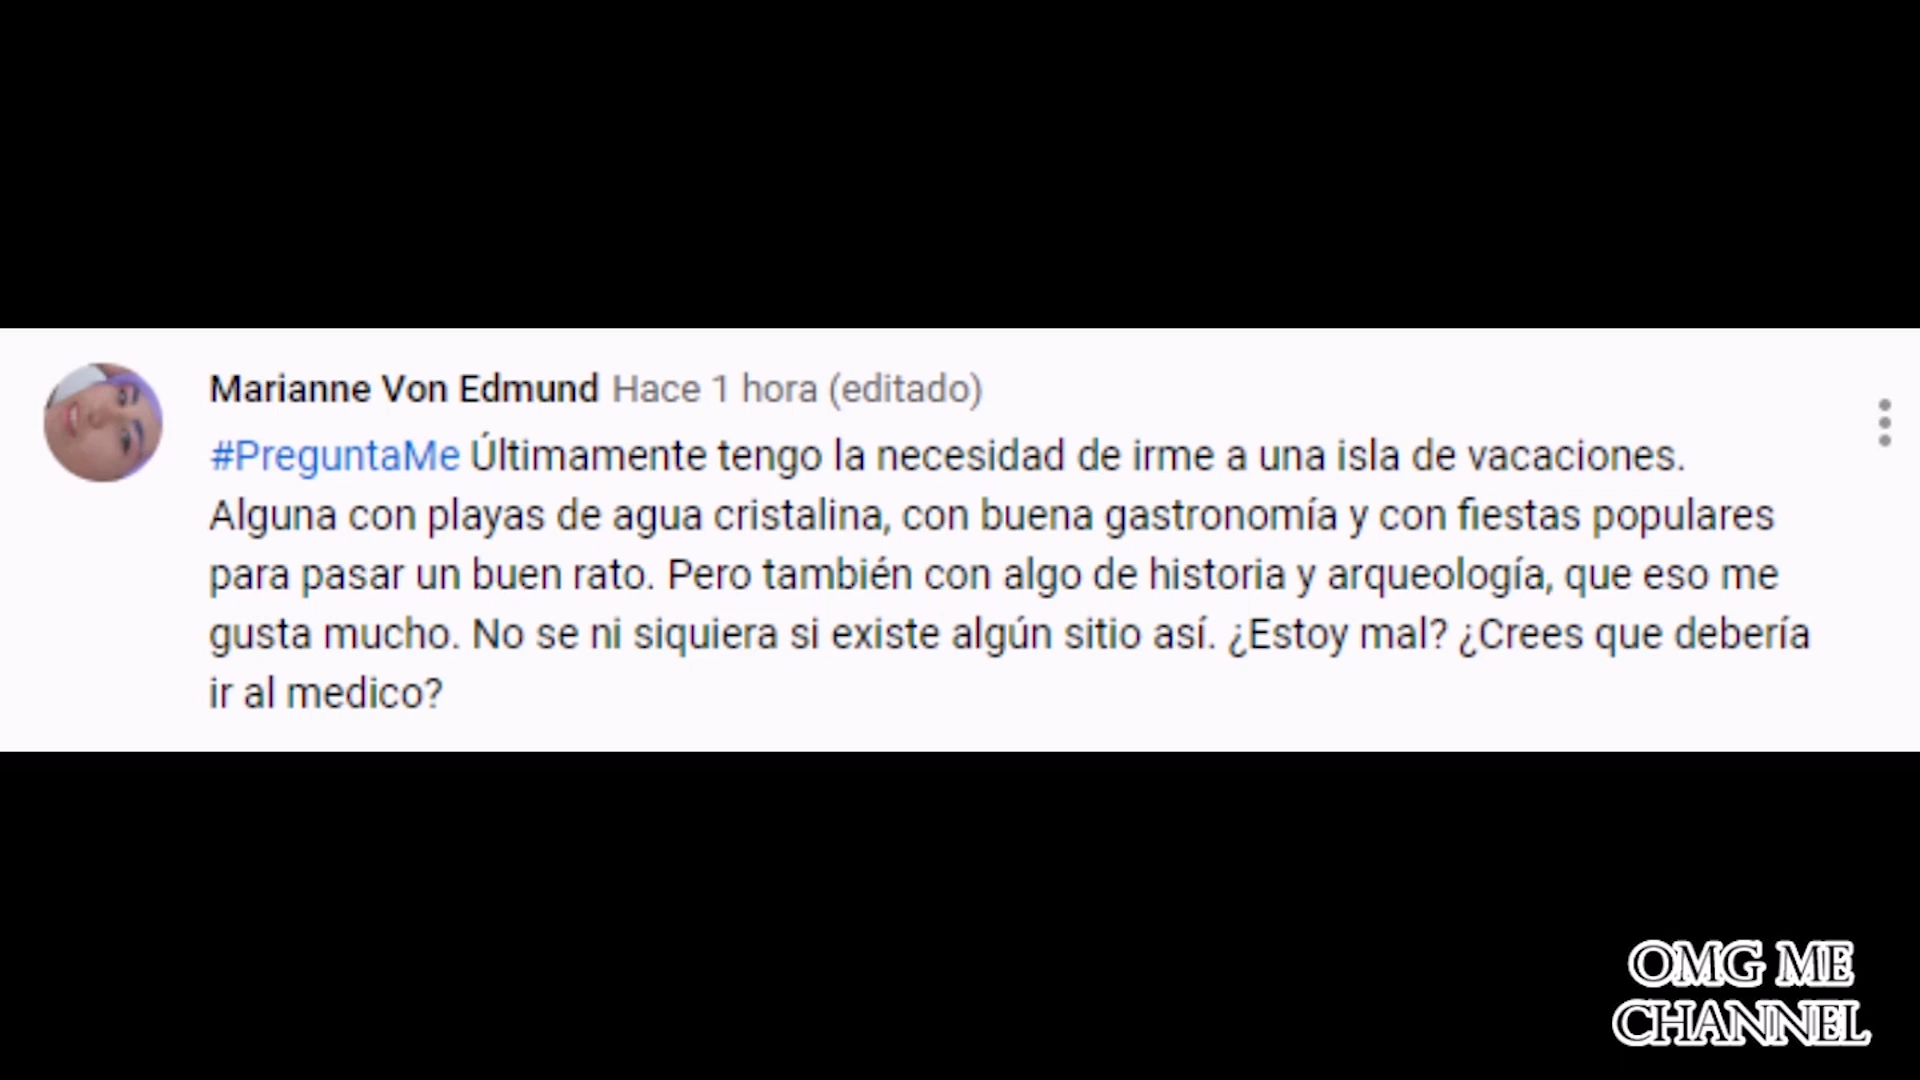 Marianne Von Edmund Hace 1 hora (editado)
#PreguntaMe Últimamente tengo la necesidad de irme a una isla de vacaciones.
Alguna con playas de agua cristalina, con buena gastronomía y con fiestas populares
para pasar un buen rato. Pero también con algo de historia y arqueología, que eso me
gusta mucho. No se ni siquiera si existe algún sitio así. ¿Estoy mal? ¿Crees que debería
ir al medico?
OMG ME
CHANNEL